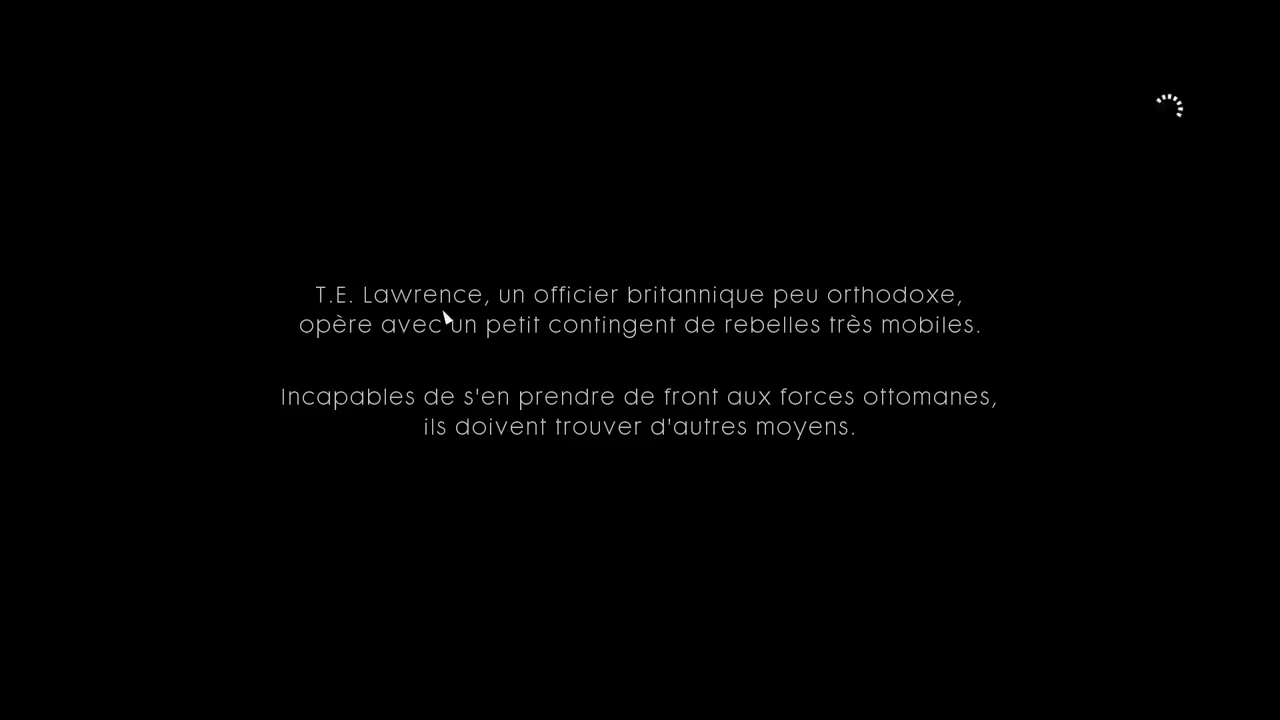 T.E. Lawrence, un officier britannique peu orthodoxe,
opère avec un petit contingent de rebelles très mobiles.
Incapables de s'en prendre de front aux forces ottomanes,
ils doivent trouver d'autres moyens.